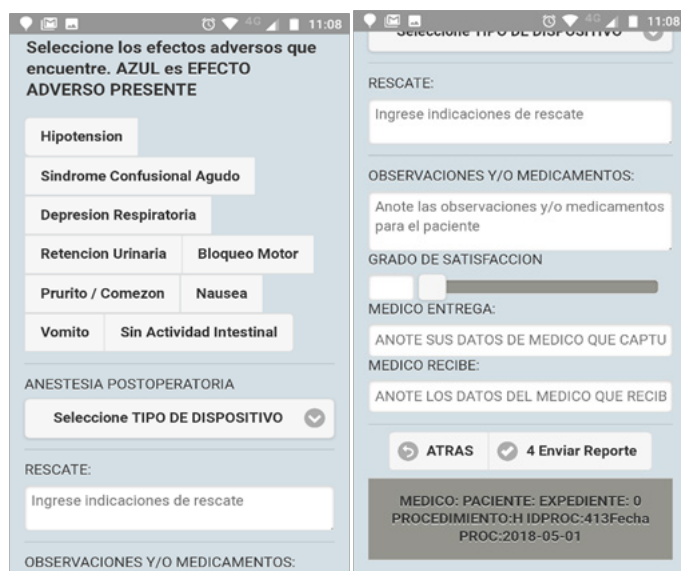 11:08
Seleccione los efectos adversos que
encuentre. AZUL es EFECTO
ADVERSO PRESENTE
Hipotension
Sindrome Confusional Agudo
Depresion Respiratoria
Retencion Urinaria
Bloqueo Motor
Prurito / Comezon
Nausea
Vomito
Sin Actividad Intestinal
ANESTESIA POSTOPERATORIA
Seleccione TIPO DE DISPOSITIVO
RESCATE:
Ingrese indicaciones de rescate
OBSERVACIONES Y/O MEDICAMENTOS:
4G
11:08
Seleccione TIPO DE DISPOSITIVO
RESCATE:
Ingrese indicaciones de rescate
OBSERVACIONES Y/O MEDICAMENTOS:
Anote las observaciones y/o medicamentos
para el paciente
GRADO DE SATISFACCION
MEDICO ENTREGA:
ANOTE SUS DATOS DE MEDICO QUE CAPTU
MEDICO RECIBE:
ANOTE LOS DATOS DEL MEDICO QUE RECIB
ATRAS
4 Enviar Reporte
MEDICO: PACIENTE: EXPEDIENTE: 0
PROCEDIMIENTO:H IDPROC:413Fecha
PROC:2018-05-01